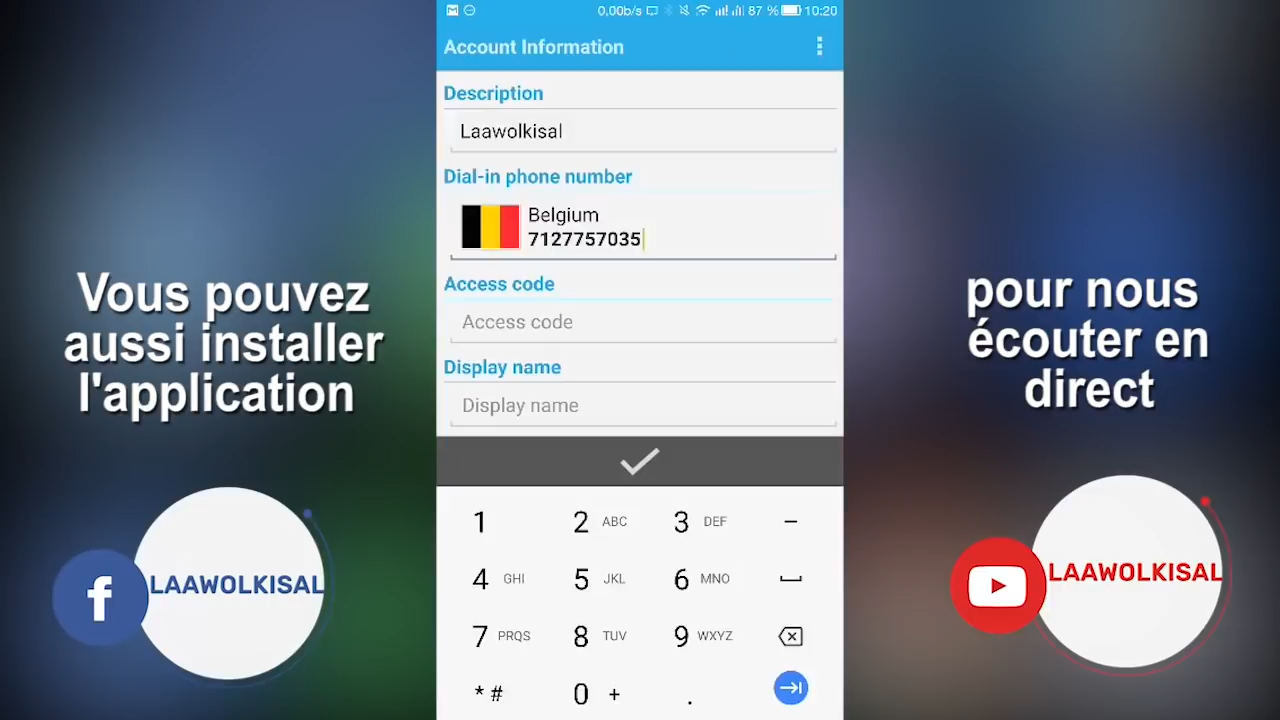 0,00b/s 87 % 10:20
Account Information
Description
Laawolkisal
Dial-in phone number
Belgium
7127757035
Access code
Access code
Display name
Display name
1 2 ABC 3 DEF -
4 GHI 5 JKL 6 MNO
7 PRQS 8 TUV 9 WXYZ
* # 0 + .
Vous pouvez
aussi installer
l'application
f LAAWOLKISAL
pour nous
écouter en
direct
LAAWOLKISAL